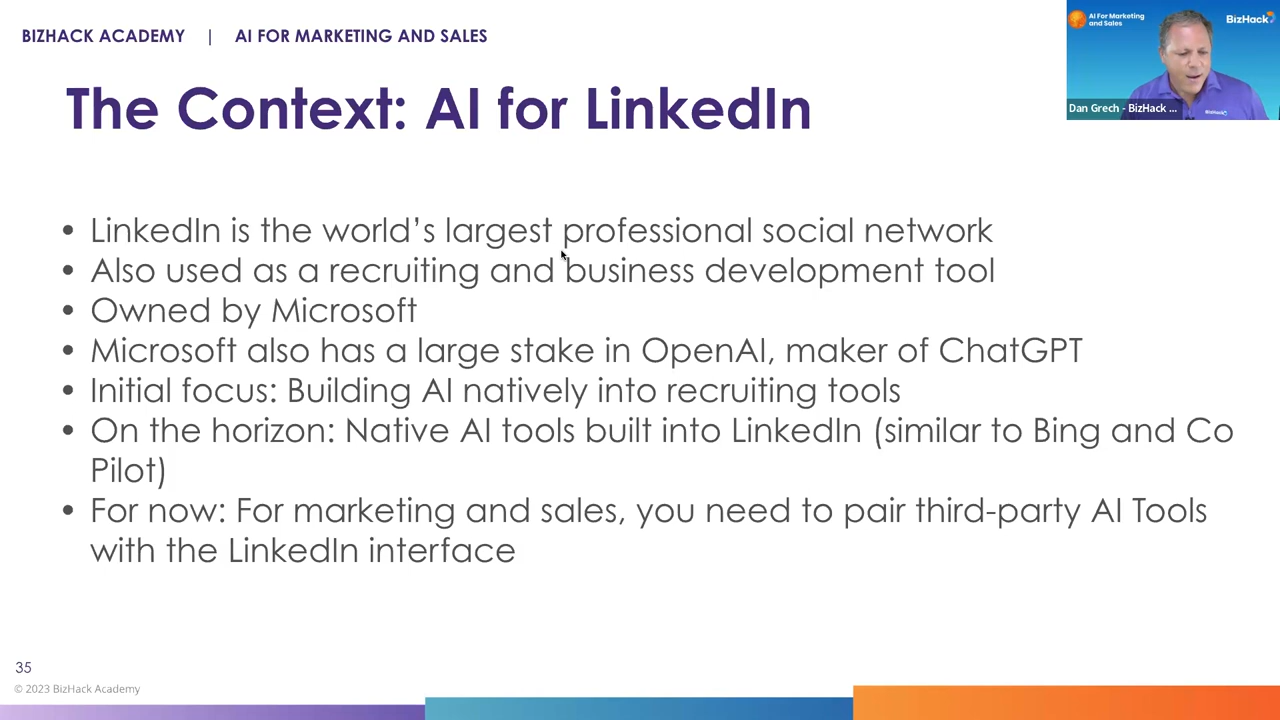 BIZHACK ACADEMY | AI FOR MARKETING AND SALES
AI For Marketing
and Sales
BizHack
Dan Grech - BizHack ...
BizHack
The Context: AI for LinkedIn
• LinkedIn is the world’s largest professional social network
• Also used as a recruiting and business development tool
• Owned by Microsoft
• Microsoft also has a large stake in OpenAI, maker of ChatGPT
• Initial focus: Building AI natively into recruiting tools
• On the horizon: Native AI tools built into LinkedIn (similar to Bing and Co
Pilot)
• For now: For marketing and sales, you need to pair third-party AI Tools
with the LinkedIn interface
35
© 2023 BizHack Academy